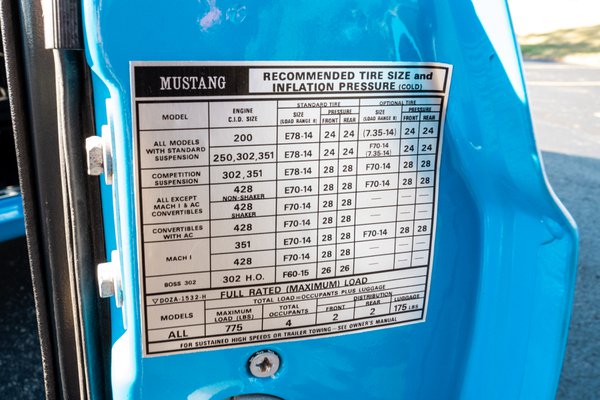 MUSTANG
RECOMMENDED TIRE SIZE and
INFLATION PRESSURE (COLD)
MODEL ENGINE C.I.D. SIZE STANDARD TIRE OPTIONAL TIRE
SIZE (LOAD RANGE B) PRESSURE FRONT REAR SIZE (LOAD RANGE B) PRESSURE FRONT REAR
ALL MODELS WITH STANDARD SUSPENSION 200 E78-14 24 24 (7.35-14) 24 24
250,302,351 E78-14 24 24 F70-14 (7.35-14) 24 24
COMPETITION SUSPENSION 302,351 E78-14 28 28 F70-14 28 28
ALL EXCEPT MACH I & AC CONVERTIBLES 428 NON-SHAKER E70-14 28 28 F70-14 28 28
428 SHAKER F70-14 28 28 — — —
CONVERTIBLES WITH AC 428 F70-14 28 28 — — —
MACH I 351 E70-14 28 28 F70-14 28 28
428 F70-14 28 28 — — —
BOSS 302 302 H.O. F60-15 26 26 — — —
▽DOZA-1532-H FULL RATED (MAXIMUM) LOAD
TOTAL LOAD=OCCUPANTS PLUS LUGGAGE
MODELS MAXIMUM LOAD (LBS) TOTAL OCCUPANTS DISTRIBUTION FRONT REAR LUGGAGE
ALL 775 4 2 2 175 LBS
FOR SUSTAINED HIGH SPEEDS OR TRAILER TOWING - SEE OWNER'S MANUAL